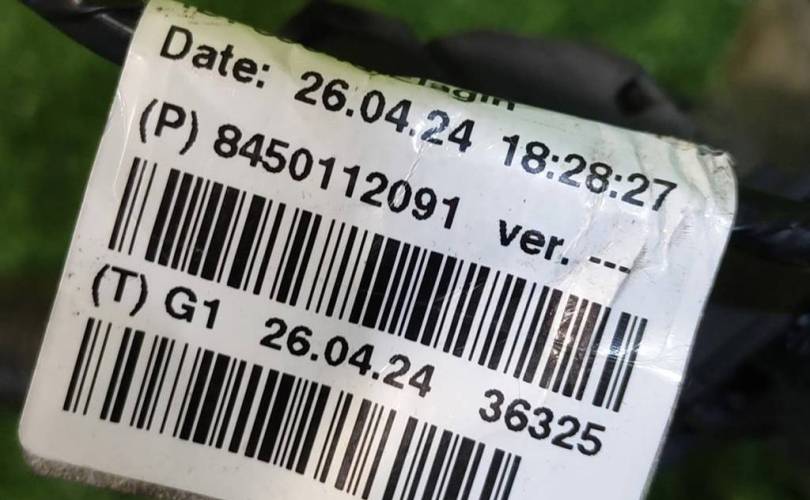 Date: 26.04.24 18:28:27
(P) 8450112091 ver. ---
(T) G1 26.04.24 36325